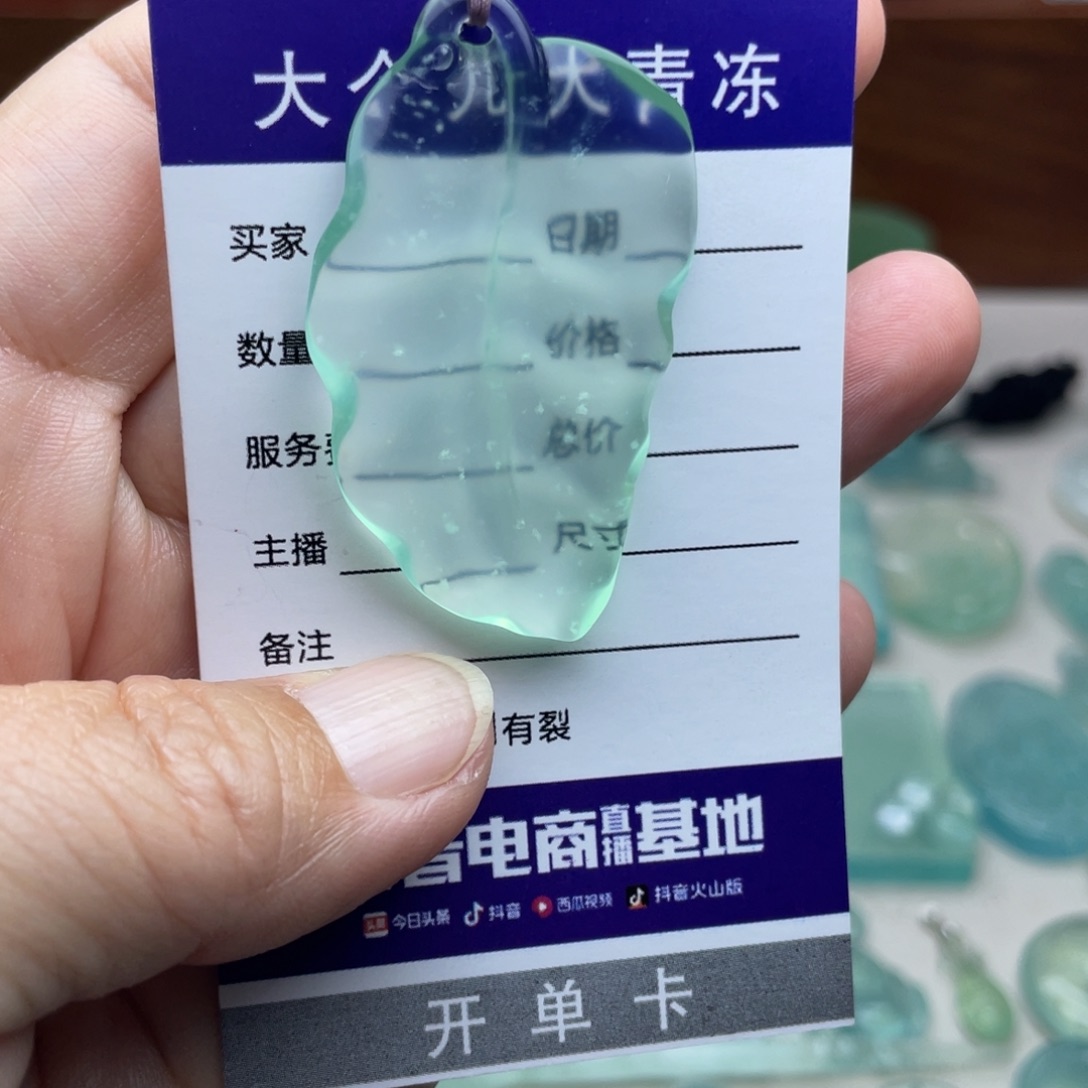 大个儿大青冻
买家 日期
数量 价格
服务费 总价
主播 尺寸
备注
有裂
音电商直播基地
今日头条 抖音 西瓜视频 抖音火山版
开单卡